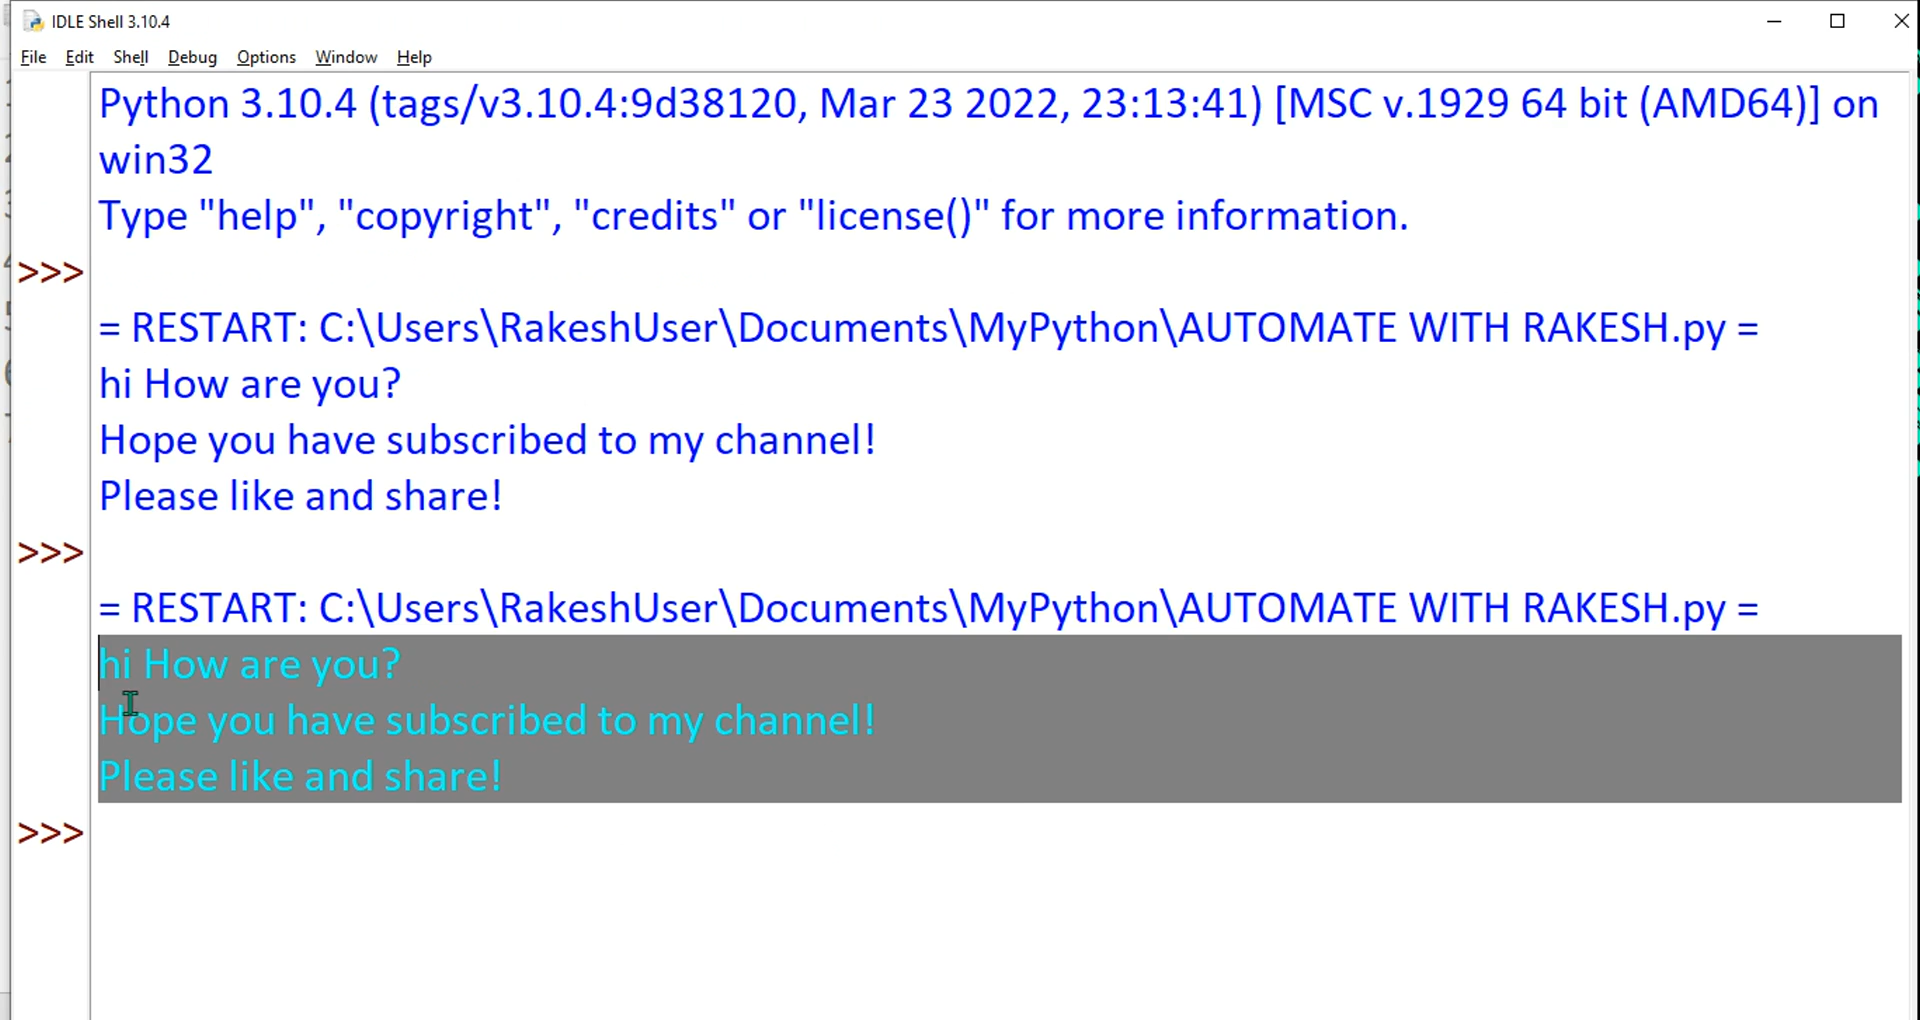 IDLE Shell 3.10.4
File Edit Shell Debug Options Window Help
Python 3.10.4 (tags/v3.10.4:9d38120, Mar 23 2022, 23:13:41) [MSC v.1929 64 bit (AMD64)] on
win32
Type "help", "copyright", "credits" or "license()" for more information.
>>>
= RESTART: C:\Users\RakeshUser\Documents\MyPython\AUTOMATE WITH RAKESH.py =
hi How are you?
Hope you have subscribed to my channel!
Please like and share!
>>>
= RESTART: C:\Users\RakeshUser\Documents\MyPython\AUTOMATE WITH RAKESH.py =
hi How are you?
Hope you have subscribed to my channel!
Please like and share!
>>>